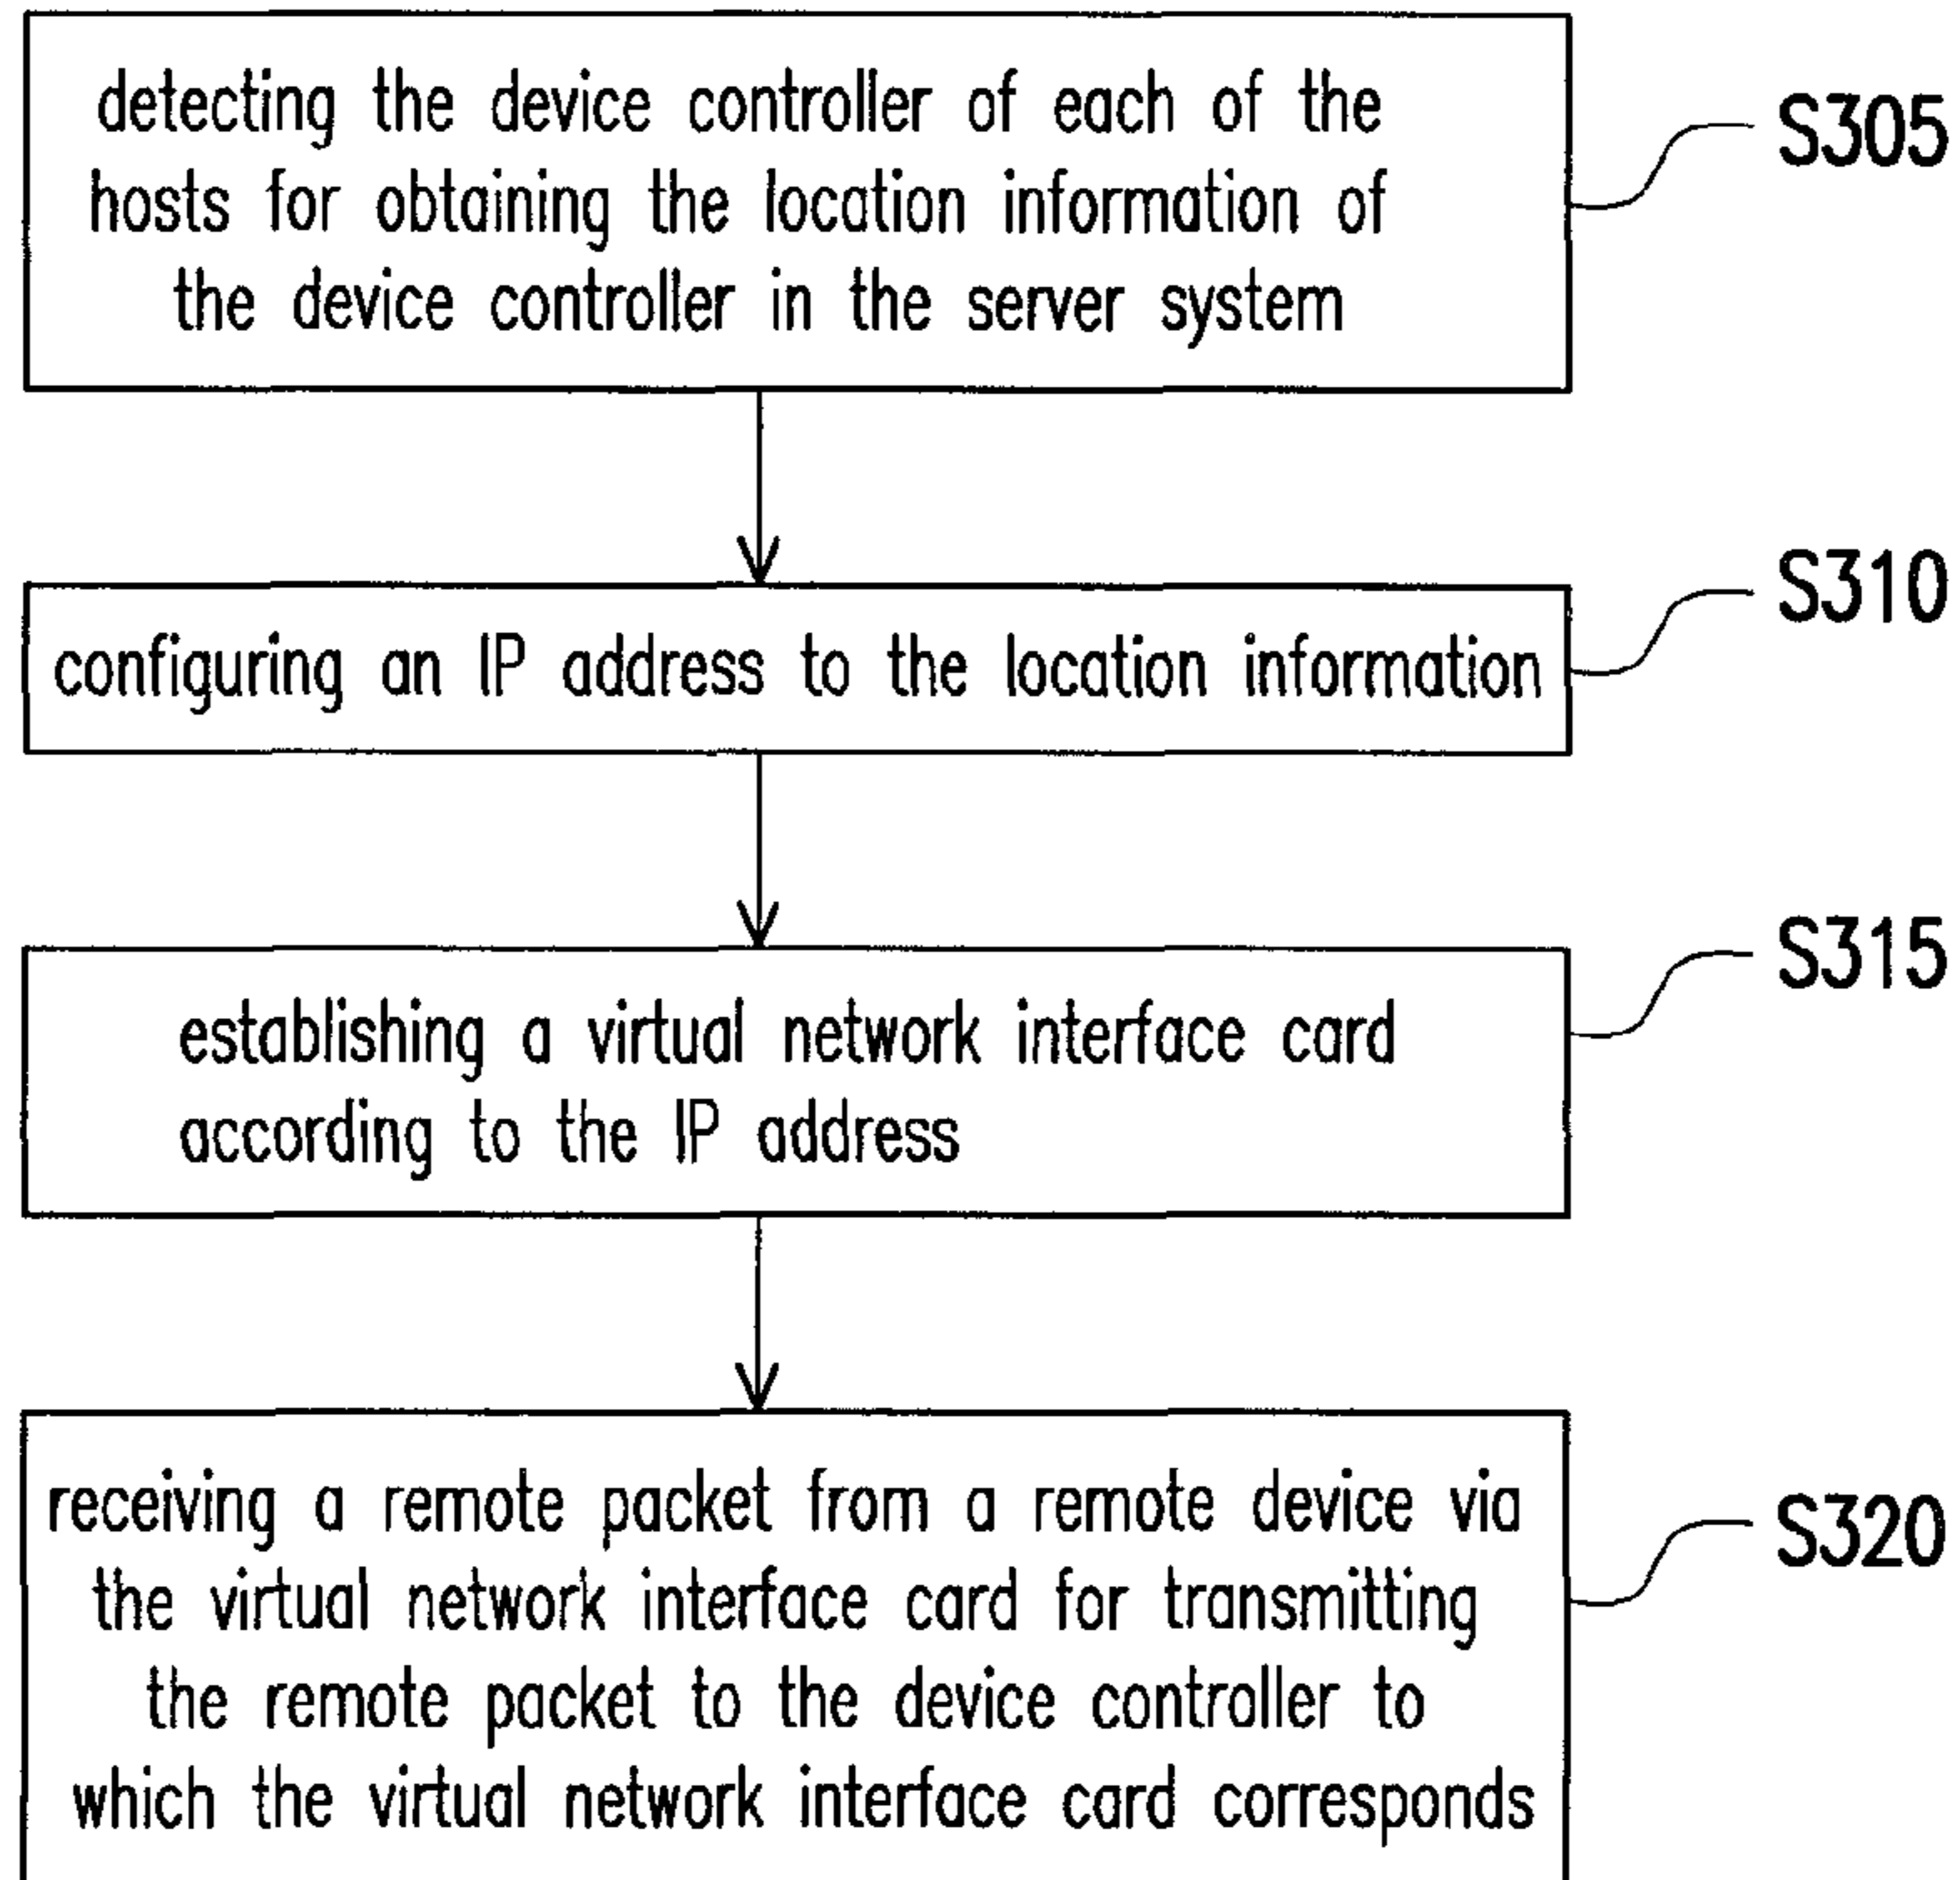 detecting the device controller of each of the
hosts for obtaining the location information of
the device controller in the server system
S305
configuring an IP address to the location information
S310
establishing a virtual network interface card
according to the IP address
S315
receiving a remote packet from a remote device via
the virtual network interface card for transmitting
the remote packet to the device controller to
which the virtual network interface card corresponds
S320